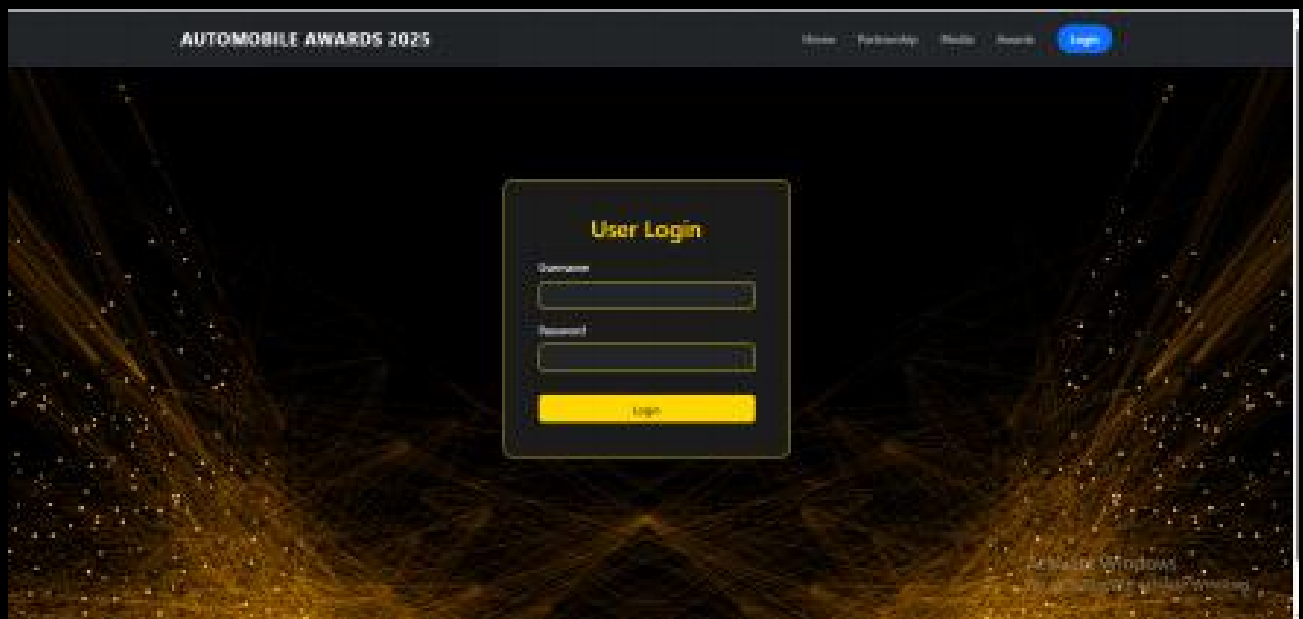 AUTOMOBILE AWARDS 2025
Home Partnership Media Awards Login
User Login
Username
Password
Login
Activate Windows